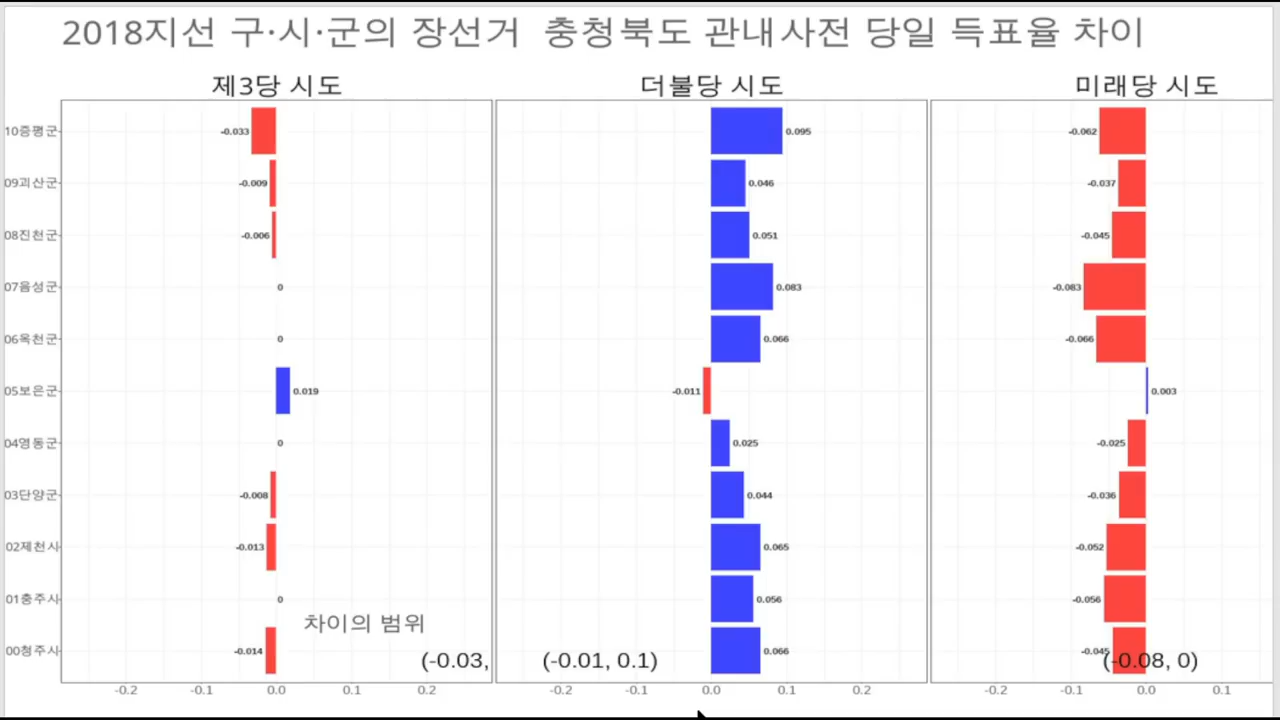 2018지선 구·시·군의 장선거 충청북도 관내사전 당일 득표율 차이
제3당 시도 더불당 시도 미래당 시도
10증평군 -0.033 0.095 -0.062
09괴산군 -0.009 0.046 -0.037
08진천군 -0.006 0.051 -0.045
07음성군 0 0.083 -0.083
06옥천군 0 0.066 -0.066
05보은군 0.019 -0.011 0.003
04영동군 0 0.025 -0.025
03단양군 -0.008 0.044 -0.036
02제천시 -0.013 0.065 -0.052
01충주시 0 0.056 -0.056
차이의 범위
00청주시 -0.014 0.066 -0.045
(-0.03, (-0.01, 0.1) (-0.08, 0)
-0.2 -0.1 0.0 0.1 0.2 -0.2 -0.1 0.0 0.1 0.2 -0.2 -0.1 0.0 0.1